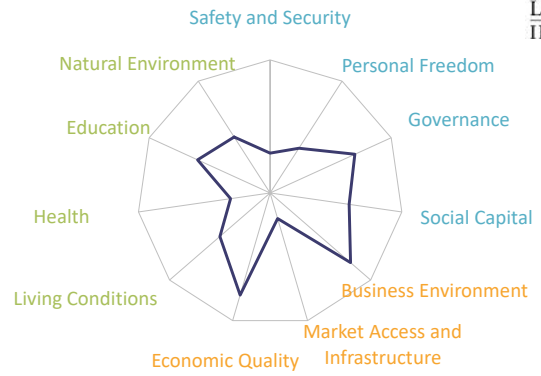 Safety and Security
Natural Environment
Personal Freedom
Education
Governance
Health
Social Capital
Living Conditions
Business Environment
Economic Quality
Market Access and
Infrastructure